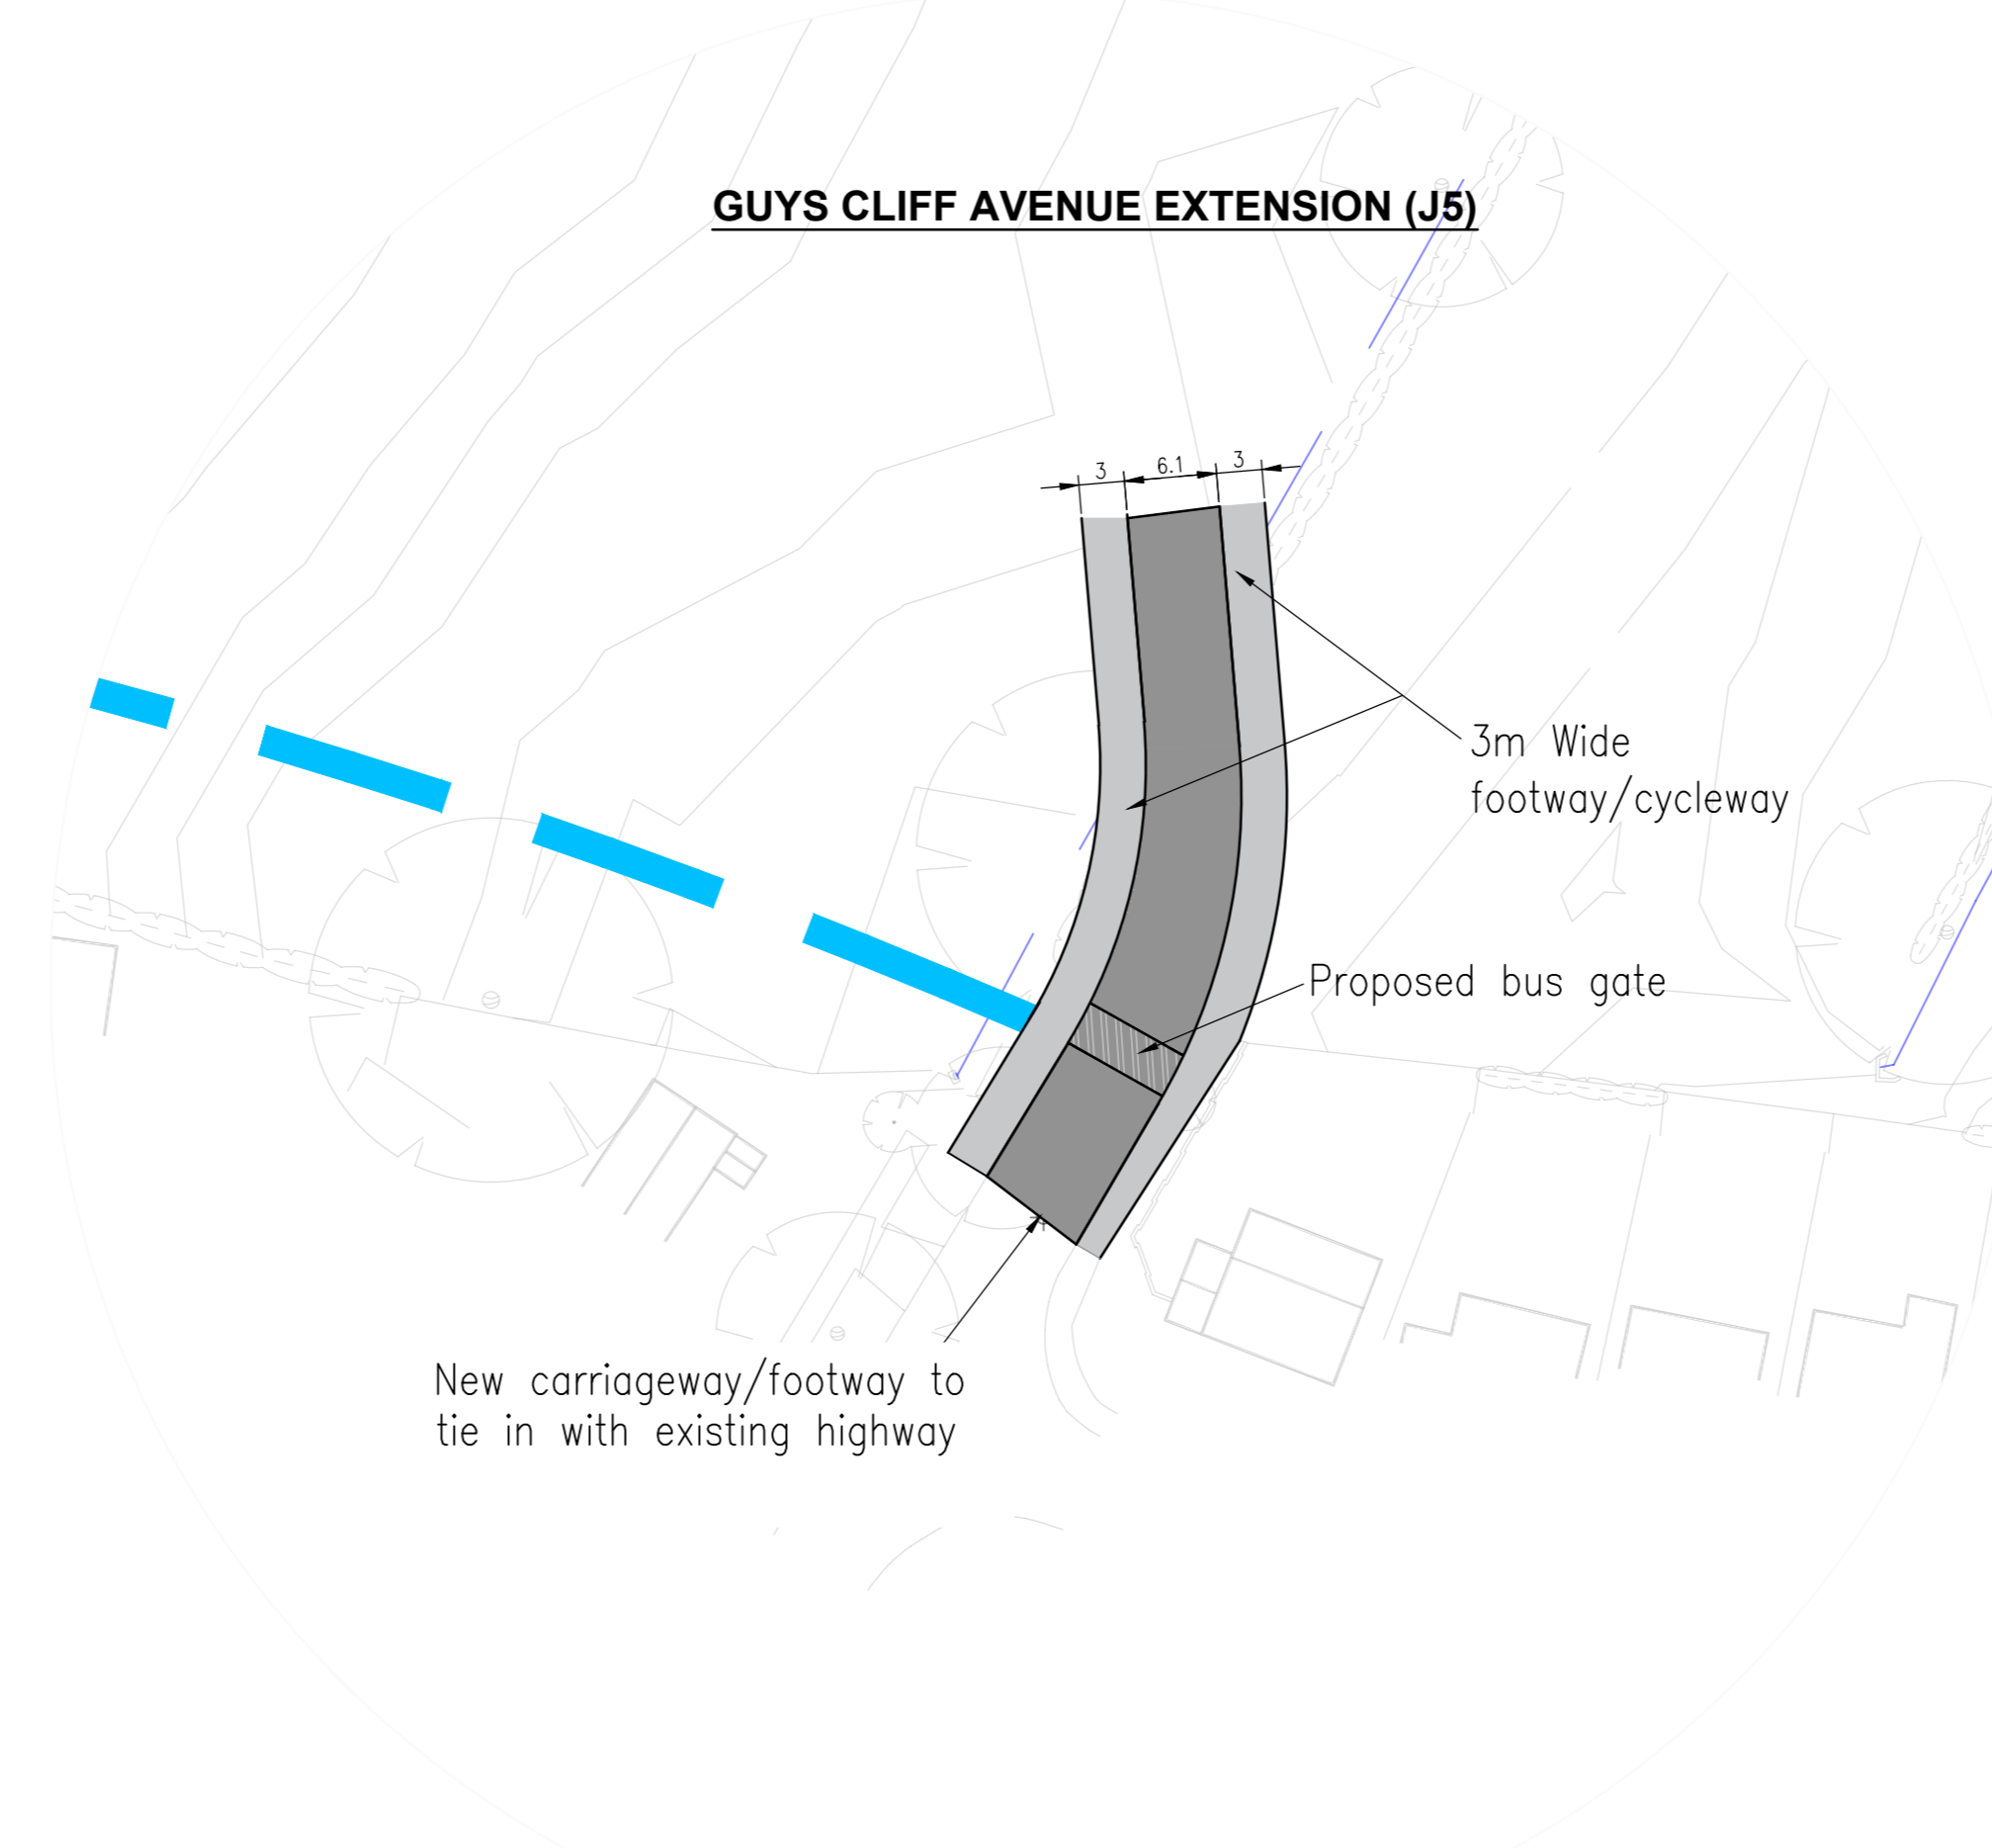 GUYS CLIFF AVENUE EXTENSION (J5)
3 6.1 3
3m Wide
footway/cycleway
Proposed bus gate
New carriageway/footway to
tie in with existing highway